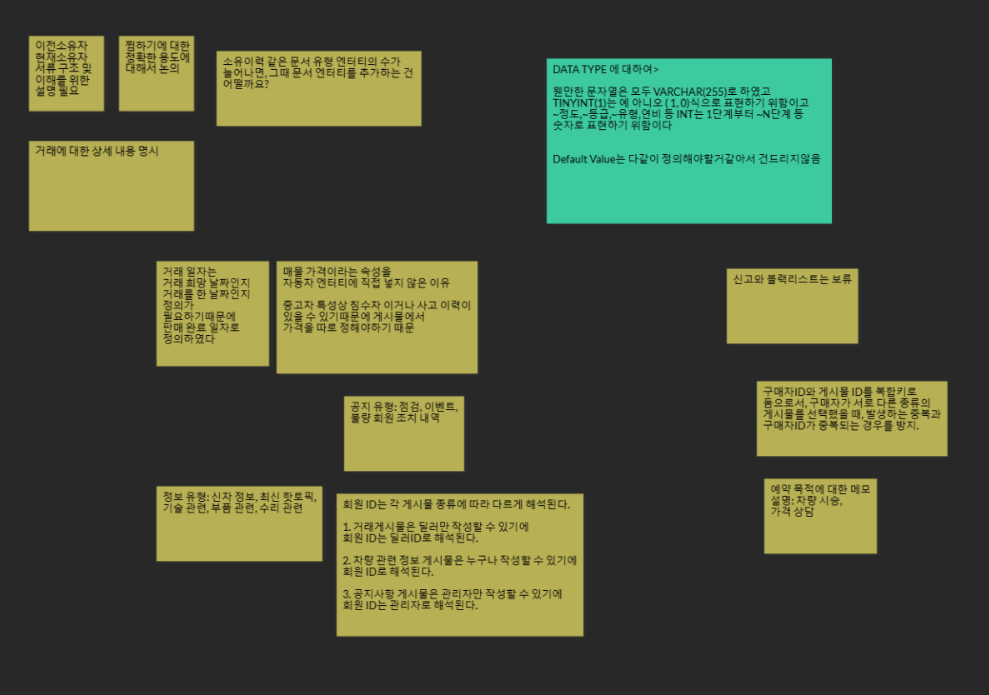 이전소유자
현재소유자
서류 구조 및
이해를 위한
설명 필요
찜하기에 대한
정확한 용도에
대해서 논의
소유이력 같은 문서 유형 엔터티의 수가
늘어나면, 그때 문서 엔터티를 추가하는 건
어떨까요?
DATA TYPE 에 대하여>
웬만한 문자열은 모두 VARCHAR(255)로 하였고
TINYINT(1)는 예 아니오 ( 1, 0)식으로 표현하기 위함이고
~정도,~등급,~유형,연비 등 INT는 1단계부터 ~N단계 등
숫자로 표현하기 위함이다
Default Value는 다같이 정의해야할거같아서 건드리지않음
거래에 대한 상세 내용 명시
거래 일자는
거래 희망 날짜인지
거래를 한 날짜인지
정의가
필요하기때문에
판매 완료 일자로
정의하였다
매물 가격이라는 속성을
자동차 엔터티에 직접 넣지 않은 이유
중고차 특성상 침수차 이거나 사고 이력이
있을 수 있기때문에 게시물에서
가격을 따로 정해야하기 때문
신고와 블랙리스트는 보류
공지 유형: 점검, 이벤트,
불량 회원 조치 내역
구매자ID와 게시물 ID를 복합키로
둠으로서, 구매자가 서로 다른 종류의
게시물를 선택했을 때, 발생하는 중복과
구매자ID가 중복되는 경우를 방지.
정보 유형: 신차 정보, 최신 핫토픽,
기술 관련, 부품 관련, 수리 관련
회원 ID는 각 게시물 종류에 따라 다르게 해석된다.
1. 거래게시물은 딜러만 작성할 수 있기에
회원 ID는 딜러ID로 해석된다.
2. 차량 관련 정보 게시물은 누구나 작성할 수 있기에
회원 ID로 해석된다.
3. 공지사항 게시물은 관리자만 작성할 수 있기에
회원 ID는 관리자로 해석된다.
예약 목적에 대한 메모
설명: 차량 시승,
가격 상담